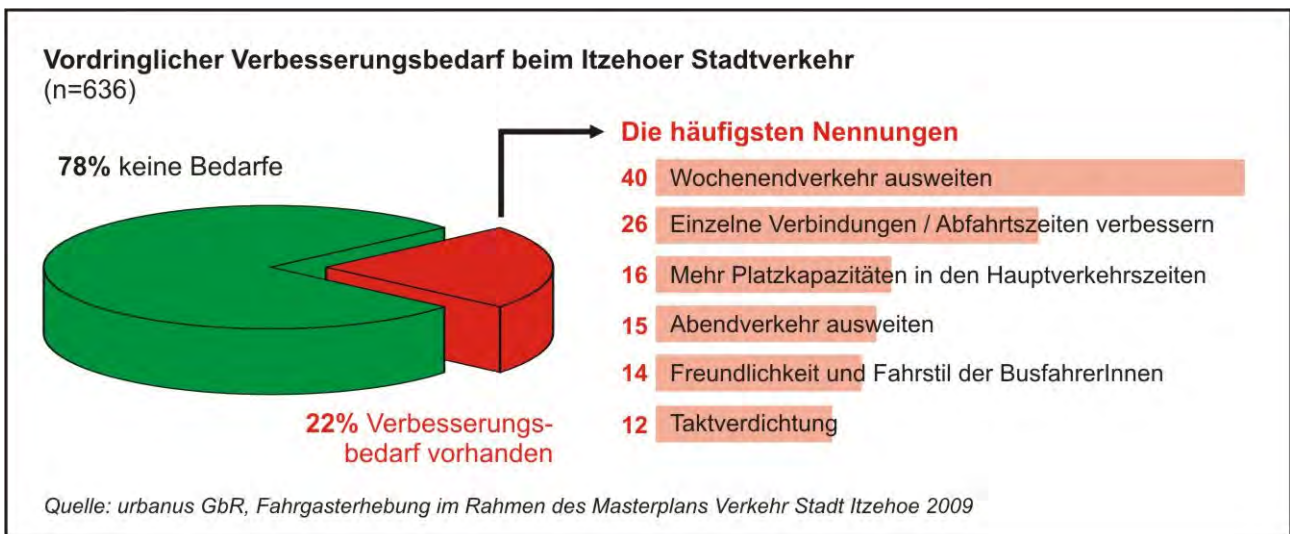 Vordringlicher Verbesserungsbedarf beim Itzehoer Stadtverkehr
(n=636)
78% keine Bedarfe
22% Verbesserungs-
bedarf vorhanden
Die häufigsten Nennungen
40 Wochenendverkehr ausweiten
26 Einzelne Verbindungen / Abfahrtszeiten verbessern
16 Mehr Platzkapazitäten in den Hauptverkehrszeiten
15 Abendverkehr ausweiten
14 Freundlichkeit und Fahrstil der BusfahrerInnen
12 Taktverdichtung
Quelle: urbanus GbR, Fahrgasterhebung im Rahmen des Masterplans Verkehr Stadt Itzehoe 2009